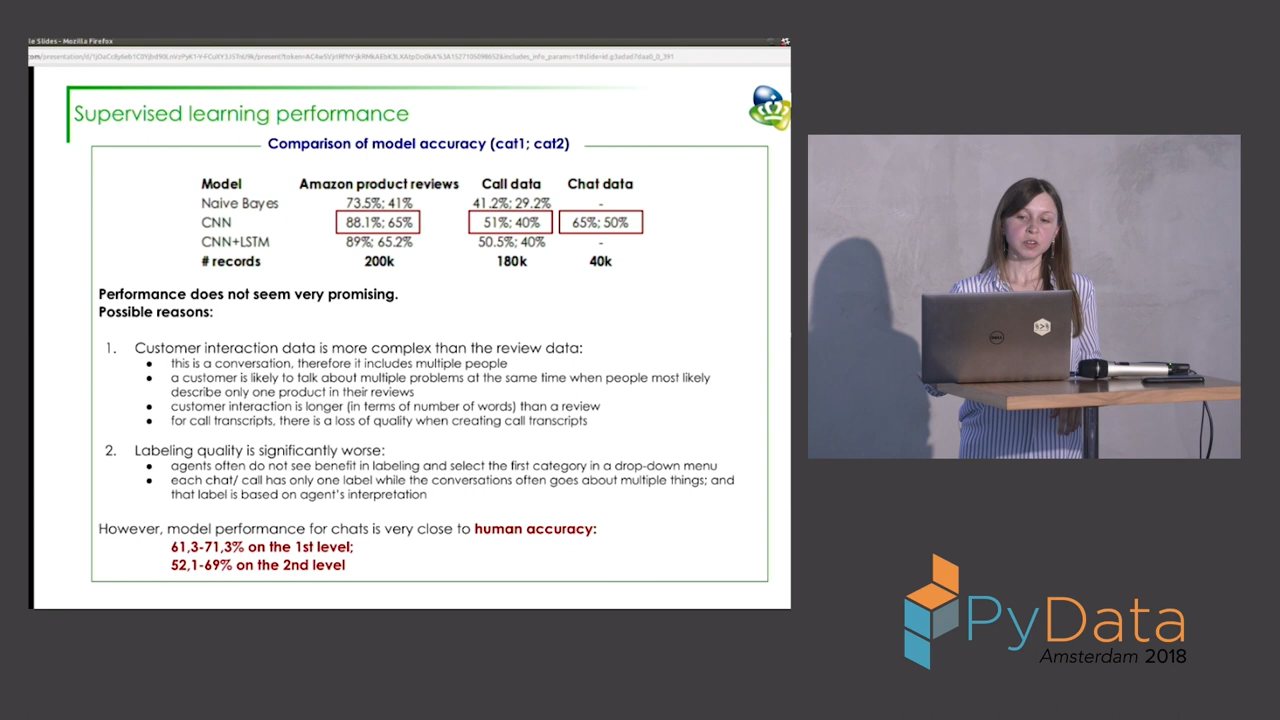 le Slides - Mozilla Firefox
Supervised learning performance
Comparison of model accuracy (cat1; cat2)
Model Amazon product reviews Call data Chat data
Naive Bayes 73.5%; 41% 41.2%; 29.2% -
CNN 88.1%; 65% 51%; 40% 65%; 50%
CNN+LSTM 89%; 65.2% 50.5%; 40% -
# records 200k 180k 40k
Performance does not seem very promising.
Possible reasons:
1. Customer interaction data is more complex than the review data:
• this is a conversation, therefore it includes multiple people
• a customer is likely to talk about multiple problems at the same time when people most likely
describe only one product in their reviews
• customer interaction is longer (in terms of number of words) than a review
• for call transcripts, there is a loss of quality when creating call transcripts
2. Labeling quality is significantly worse:
• agents often do not see benefit in labeling and select the first category in a drop-down menu
• each chat/ call has only one label while the conversations often goes about multiple things; and
that label is based on agent's interpretation
However, model performance for chats is very close to human accuracy:
61,3-71,3% on the 1st level;
52,1-69% on the 2nd level
DELL
PyData
Amsterdam 2018